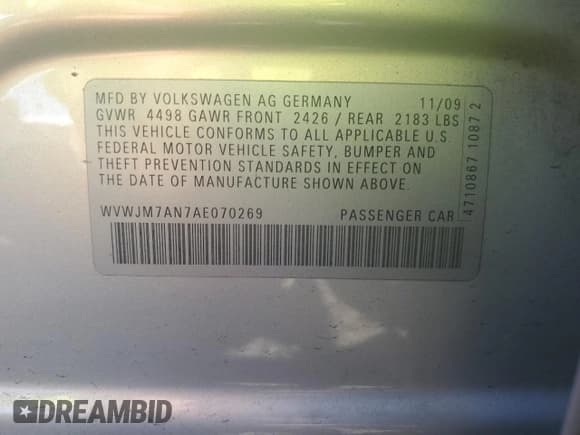 MFD BY VOLKSWAGEN AG GERMANY 11/09
GVWR 4498 GAWR FRONT 2426 / REAR 2183 LBS
THIS VEHICLE CONFORMS TO ALL APPLICABLE U.S.
FEDERAL MOTOR VEHICLE SAFETY, BUMPER AND
THEFT PREVENTION STANDARDS IN EFFECT ON
THE DATE OF MANUFACTURE SHOWN ABOVE.
WVWJM7AN7AE070269 PASSENGER CAR
4710867 1087 2
DREAMBID